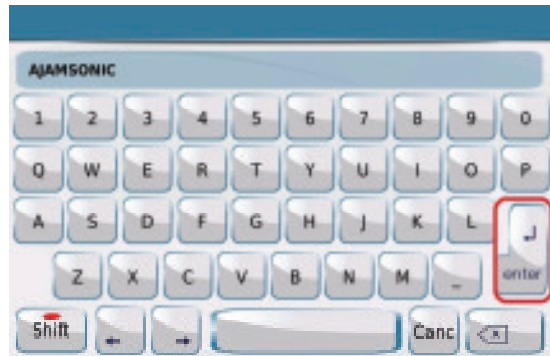 AJAMSONIC
1 2 3 4 5 6 7 8 9 0
Q W E R T Y U I O P
A S D F G H J K L ↵
Z X C V B N M _ enter
Shift ← → Canc ⌫